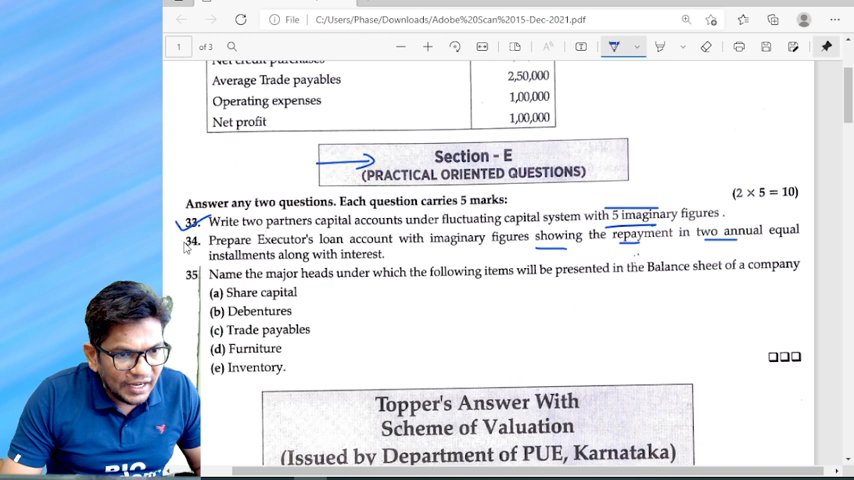 File | C:/Users/Phase/Downloads/Adobe%20Scan%2015-Dec-2021.pdf
1 of 3
Net credit purchases
Average Trade payables 2,50,000
Operating expenses 1,00,000
Net profit 1,00,000
Section - E
(PRACTICAL ORIENTED QUESTIONS)
Answer any two questions. Each question carries 5 marks: (2 × 5 = 10)
33. Write two partners capital accounts under fluctuating capital system with 5 imaginary figures .
34. Prepare Executor's loan account with imaginary figures showing the repayment in two annual equal
installments along with interest.
35 Name the major heads under which the following items will be presented in the Balance sheet of a company
(a) Share capital
(b) Debentures
(c) Trade payables
(d) Furniture
(e) Inventory.
Topper's Answer With
Scheme of Valuation
(Issued by Department of PUE, Karnataka)